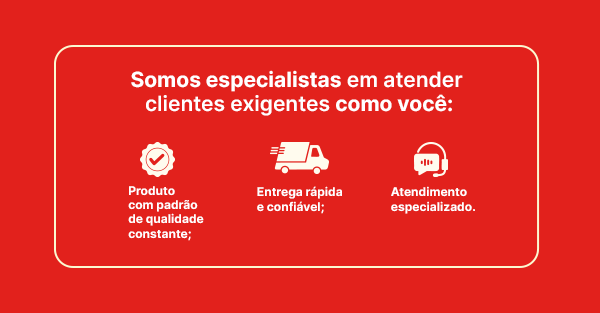 Somos especialistas em atender
clientes exigentes como você:
Produto
com padrão
de qualidade
constante;
Entrega rápida
e confiável;
Atendimento
especializado.